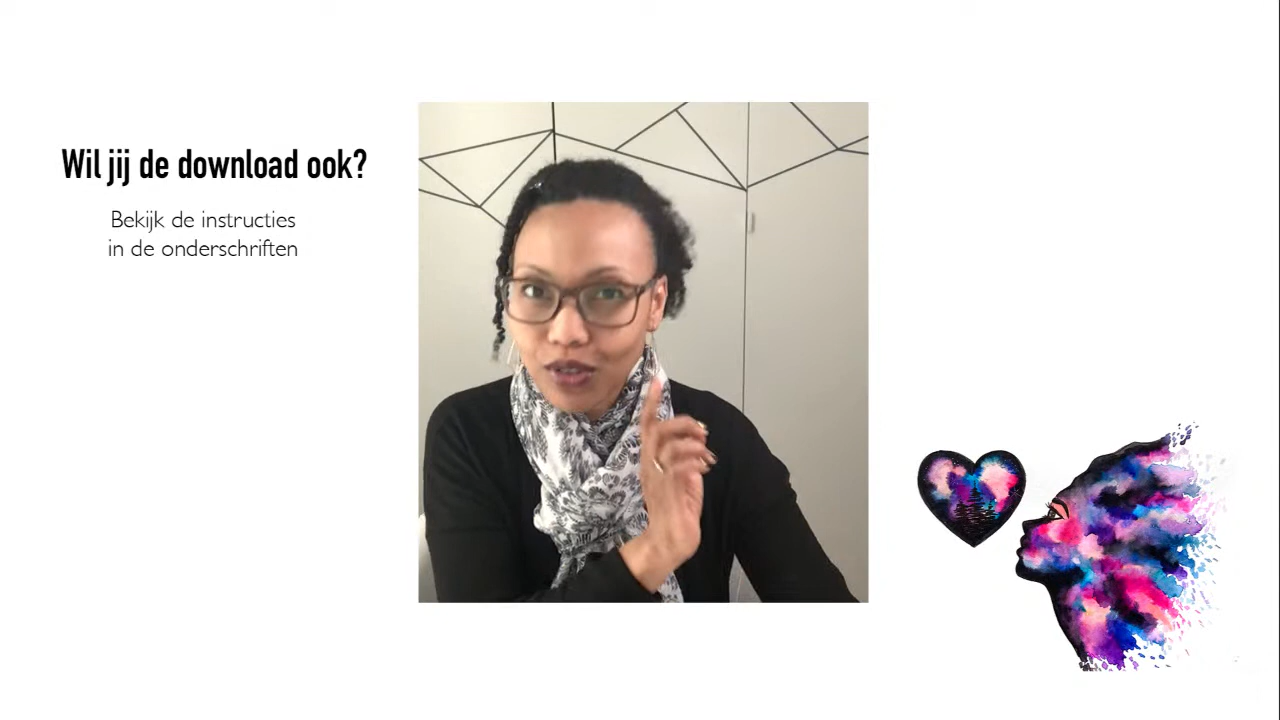 Wil jij de download ook?
Bekijk de instructies
in de onderschriften